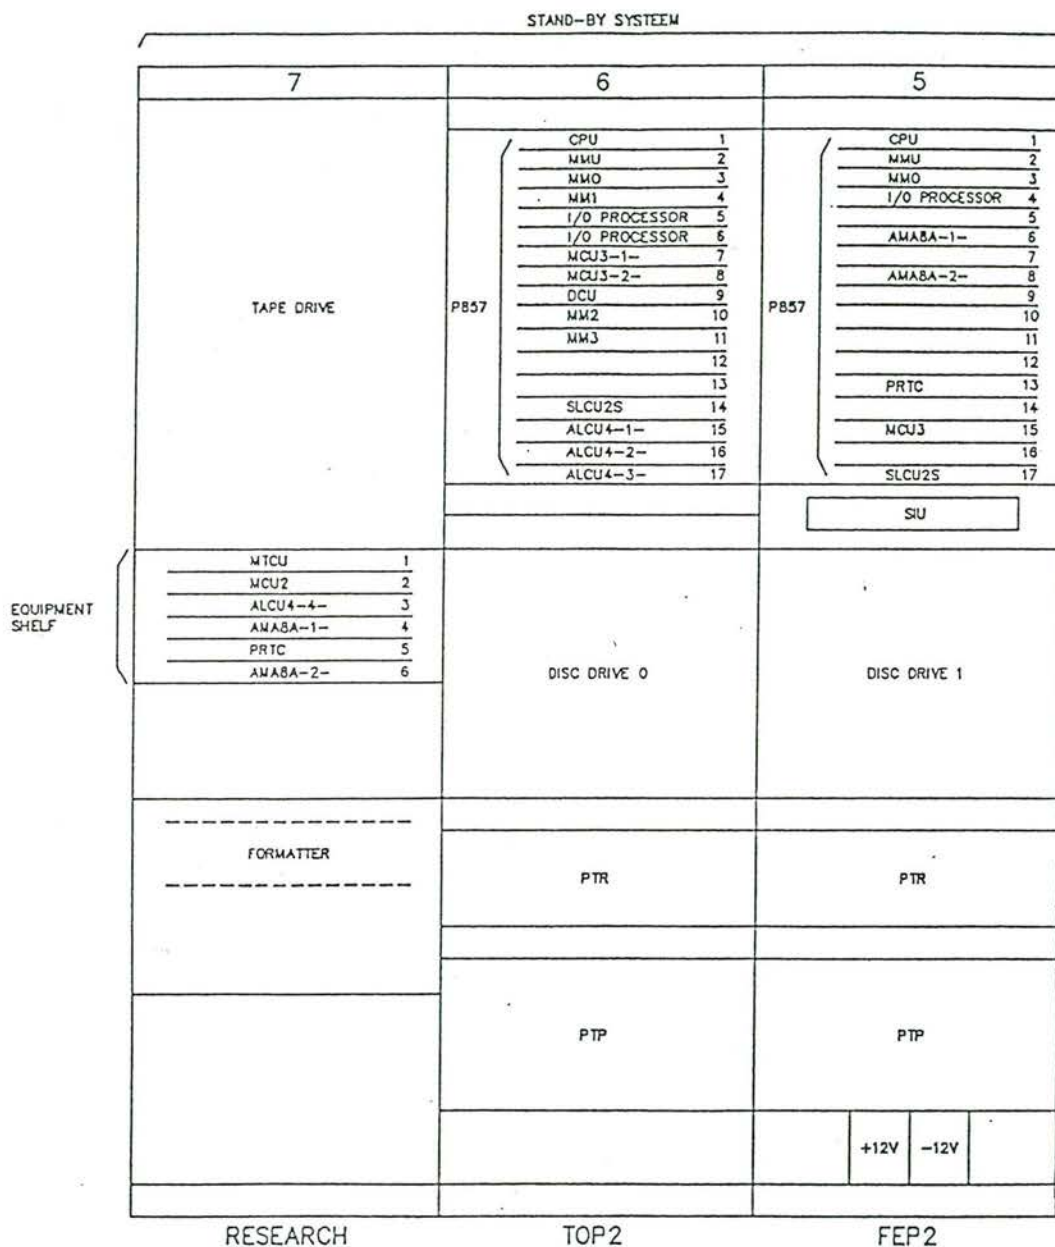 STAND-BY SYSTEEM
7 6 5
CPU 1
MMU 2
MM0 3
MM1 4
I/O PROCESSOR 5
I/O PROCESSOR 6
MCU3-1- 7
MCU3-2- 8
DCU 9
MM2 10
MM3 11
12
13
SLCU2S 14
ALCU4-1- 15
ALCU4-2- 16
ALCU4-3- 17
P857
CPU 1
MMU 2
MM0 3
I/O PROCESSOR 4
5
AMA8A-1- 6
7
AMA8A-2- 8
9
10
11
12
PRTC 13
14
MCU3 15
16
SLCU2S 17
P857
TAPE DRIVE
SIU
EQUIPMENT
SHELF
MTCU 1
MCU2 2
ALCU4-4- 3
AMA8A-1- 4
PRTC 5
AMA8A-2- 6
DISC DRIVE 0
DISC DRIVE 1
FORMATTER
PTR
PTR
PTP
PTP
+12V -12V
RESEARCH TOP2 FEP2